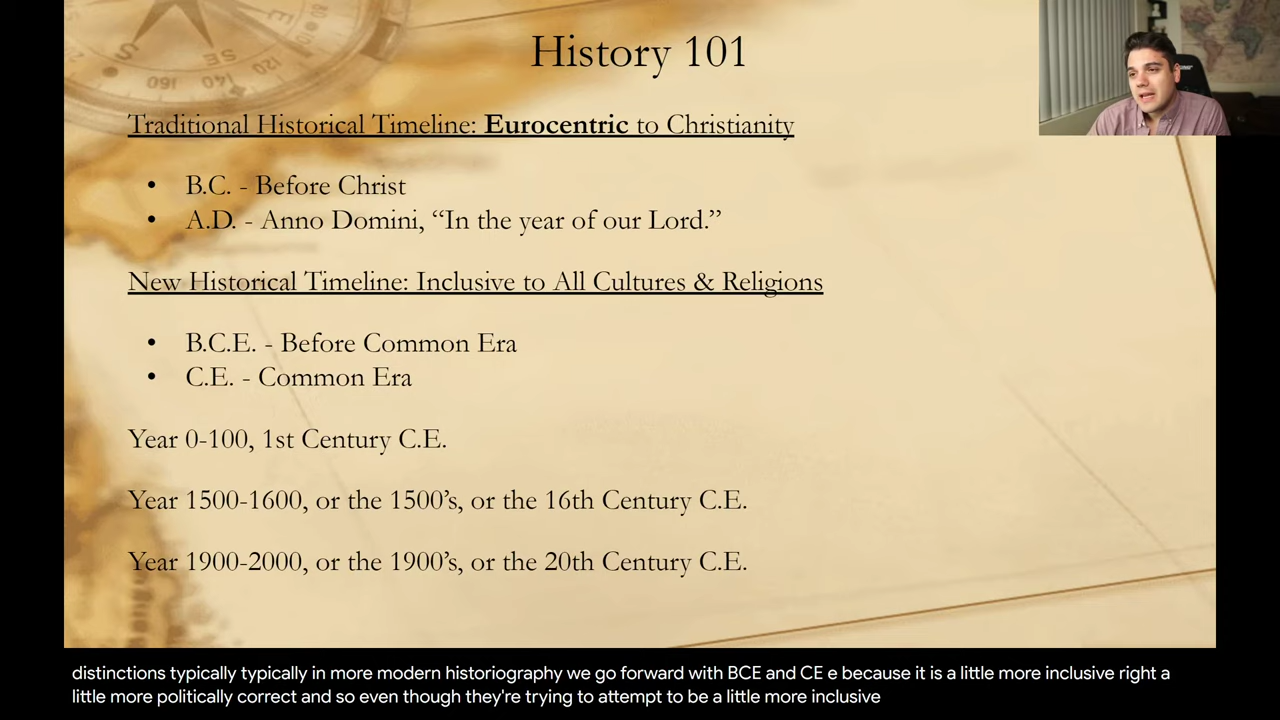 History 101
Traditional Historical Timeline: Eurocentric to Christianity
• B.C. - Before Christ
• A.D. - Anno Domini, “In the year of our Lord.”
New Historical Timeline: Inclusive to All Cultures & Religions
• B.C.E. - Before Common Era
• C.E. - Common Era
Year 0-100, 1st Century C.E.
Year 1500-1600, or the 1500’s, or the 16th Century C.E.
Year 1900-2000, or the 1900’s, or the 20th Century C.E.
distinctions typically typically in more modern historiography we go forward with BCE and CE e because it is a little more inclusive right a
little more politically correct and so even though they're trying to attempt to be a little more inclusive
S
SE
160
140
120